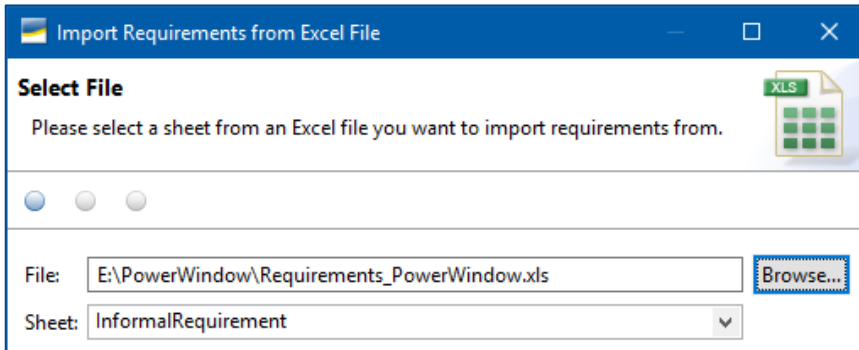 Import Requirements from Excel File
Select File
XLS
Please select a sheet from an Excel file you want to import requirements from.
File: E:\PowerWindow\Requirements_PowerWindow.xls Browse...
Sheet: InformalRequirement